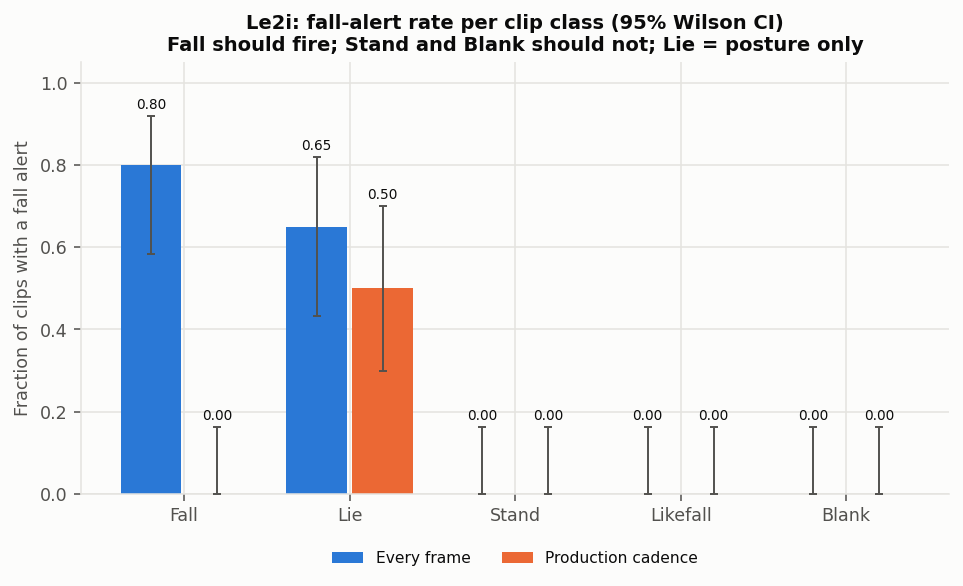 Le2i: fall-alert rate per clip class (95% Wilson CI)
Fall should fire; Stand and Blank should not; Lie = posture only
Fraction of clips with a fall alert
1.0
0.8
0.6
0.4
0.2
0.0
0.80
0.00
0.65
0.50
0.00
0.00
0.00
0.00
0.00
0.00
Fall
Lie
Stand
Likefall
Blank
Every frame
Production cadence